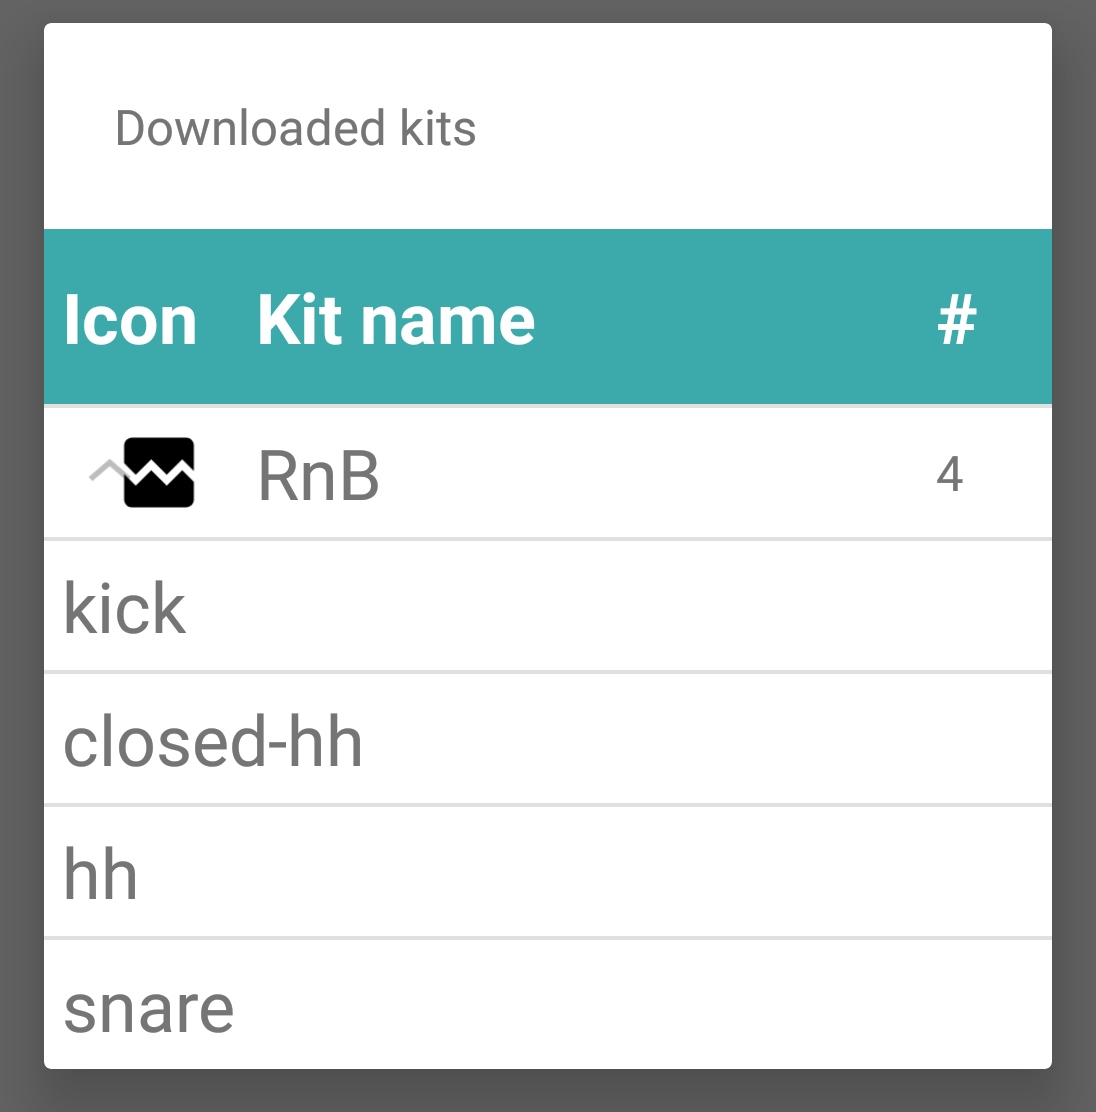 Downloaded kits
Icon Kit name #
RnB 4
kick
closed-hh
hh
snare